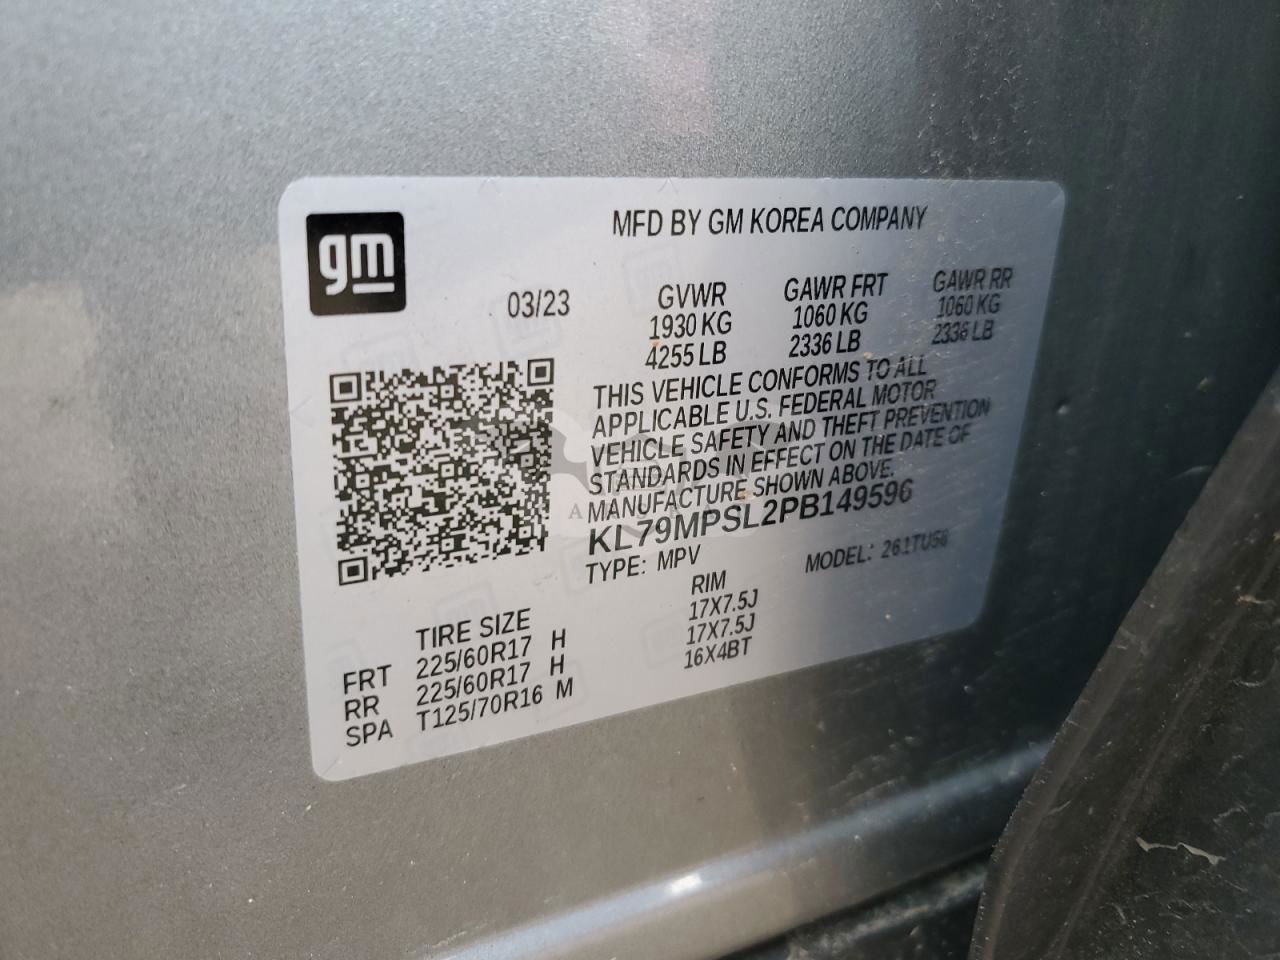 gm
MFD BY GM KOREA COMPANY
03/23 GVWR GAWR FRT GAWR RR
1930 KG 1060 KG 1060 KG
4255 LB 2336 LB 2336 LB
THIS VEHICLE CONFORMS TO ALL
APPLICABLE U.S. FEDERAL MOTOR
VEHICLE SAFETY AND THEFT PREVENTION
STANDARDS IN EFFECT ON THE DATE OF
MANUFACTURE SHOWN ABOVE.
KL79MPSL2PB149596
TYPE: MPV MODEL:
TIRE SIZE RIM
FRT 225/60R17 H 17X7.5J
RR 225/60R17 H 17X7.5J
SPA T125/70R16 M 16X4BT